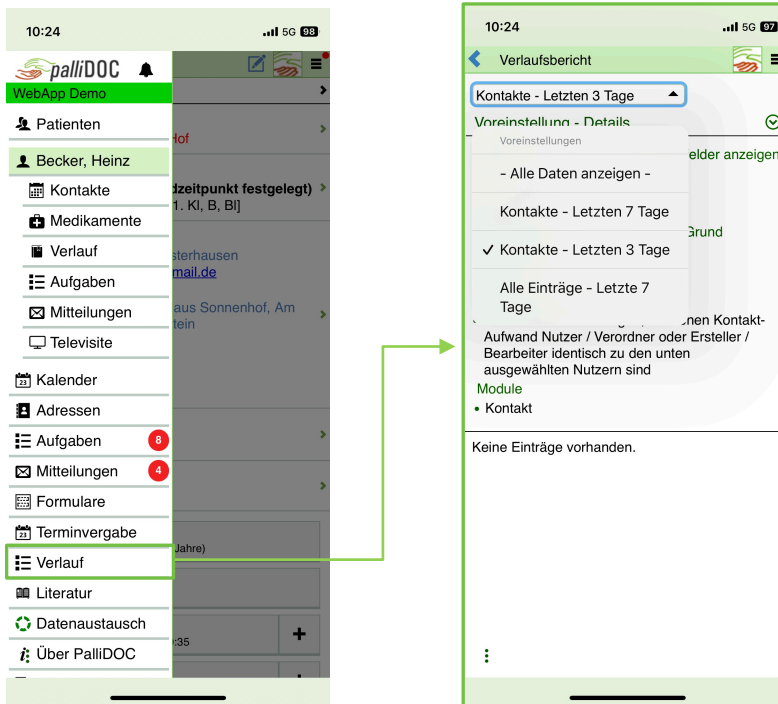 10:24
5G 98
palliDOC
WebApp Demo
Patienten
Becker, Heinz
Kontakte
Medikamente
Verlauf
Aufgaben
Mitteilungen
Televisite
23 Kalender
Adressen
Aufgaben 8
Mitteilungen 4
Formulare
23 Terminvergabe
Verlauf
Literatur
Datenaustausch
Über PalliDOC
Hof
dzeitpunkt festgelegt)
1. Kl, B, Bl]
sterhausen
mail.de
aus Sonnenhof, Am
tein
Jahre)
:35
10:24
5G 97
Verlaufsbericht
Kontakte - Letzten 3 Tage
Voreinstellung - Details
Voreinstellungen
elder anzeigen
- Alle Daten anzeigen -
Kontakte - Letzten 7 Tage
Grund
✓ Kontakte - Letzten 3 Tage
Alle Einträge - Letzte 7
Tage
nen Kontakt-
Aufwand Nutzer / Verordner oder Ersteller /
Bearbeiter identisch zu den unten
ausgewählten Nutzern sind
Module
• Kontakt
Keine Einträge vorhanden.